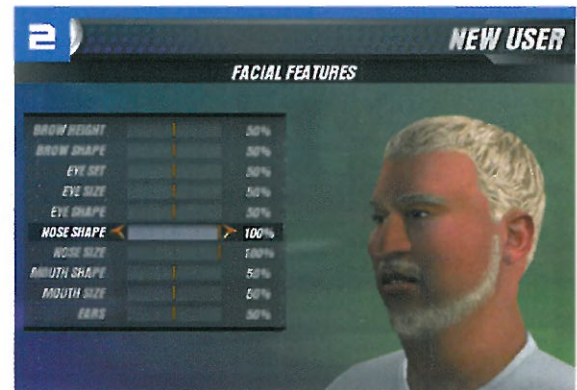 2
NEW USER
FACIAL FEATURES
BROW HEIGHT 50%
BROW SHAPE 50%
EYE SET 50%
EYE SIZE 50%
EYE SHAPE 50%
NOSE SHAPE 100%
NOSE SIZE 100%
MOUTH SHAPE 50%
MOUTH SIZE 50%
EARS 50%